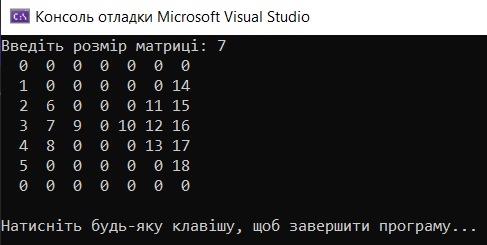 Консоль отладки Microsoft Visual Studio
Введіть розмір матриці: 7
0 0 0 0 0 0 0
1 0 0 0 0 0 14
2 6 0 0 0 11 15
3 7 9 0 10 12 16
4 8 0 0 0 13 17
5 0 0 0 0 0 18
0 0 0 0 0 0 0
Натисніть будь-яку клавішу, щоб завершити програму...